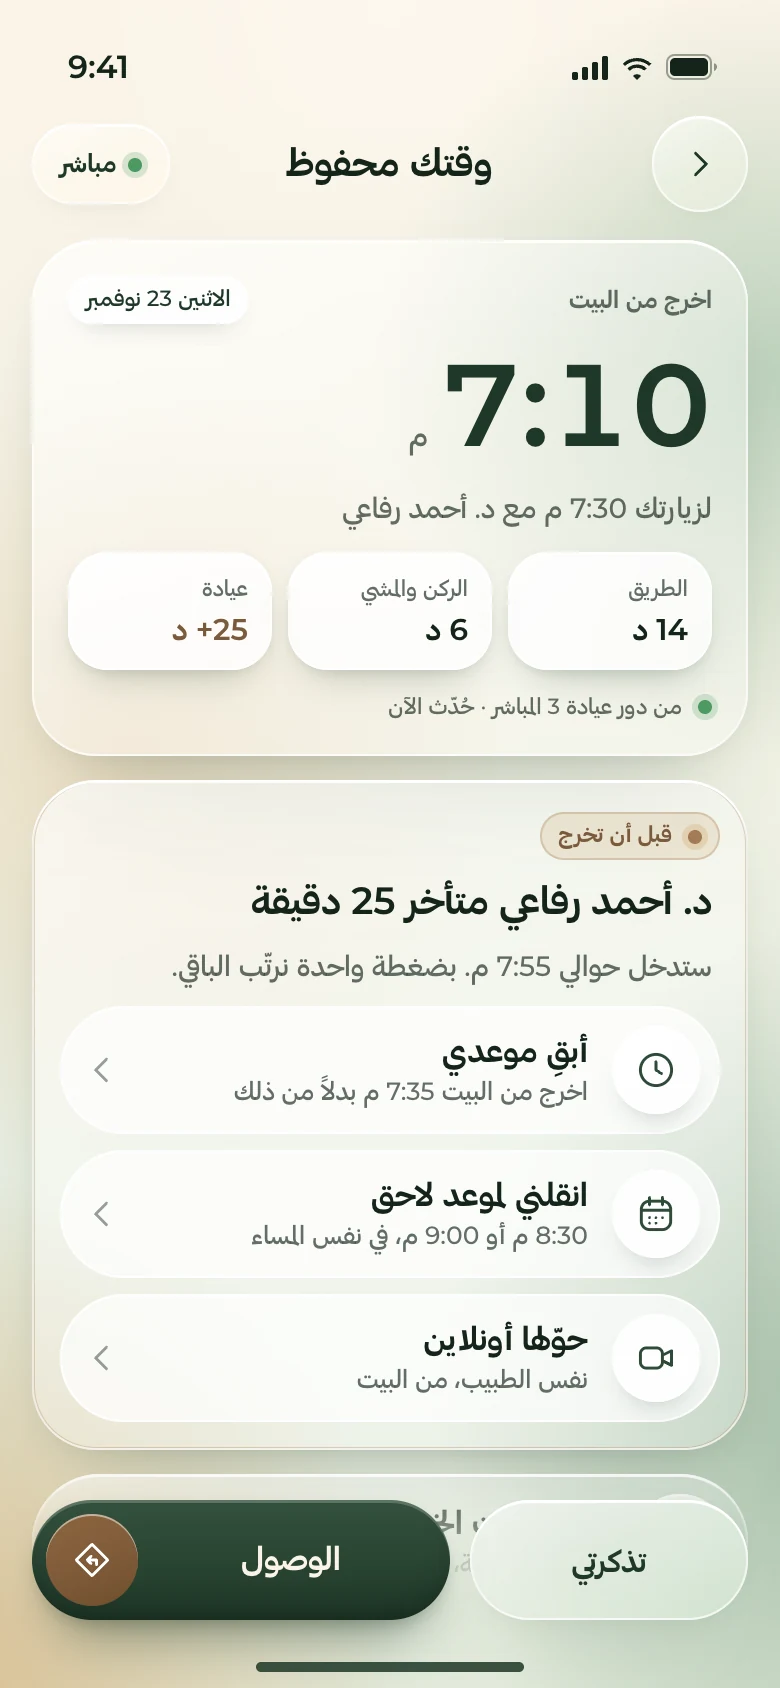 9:41
وقتك محفوظ
مباشر
اخرج من البيت
الاثنين 23 نوفمبر
7:10 م
لزيارتك 7:30 م مع د. أحمد رفاعي
الطريق
14 د
الركن والمشي
6 د
عيادة
+25 د
من دور عيادة 3 المباشر · حُدّث الآن
قبل أن تخرج
د. أحمد رفاعي متأخر 25 دقيقة
ستدخل حوالي 7:55 م. بضغطة واحدة نرتّب الباقي.
أبقِ موعدي
اخرج من البيت 7:35 م بدلاً من ذلك
انقلني لموعد لاحق
8:30 م أو 9:00 م، في نفس المساء
حوّلها أونلاين
نفس الطبيب، من البيت
تذكرتي
الوصول